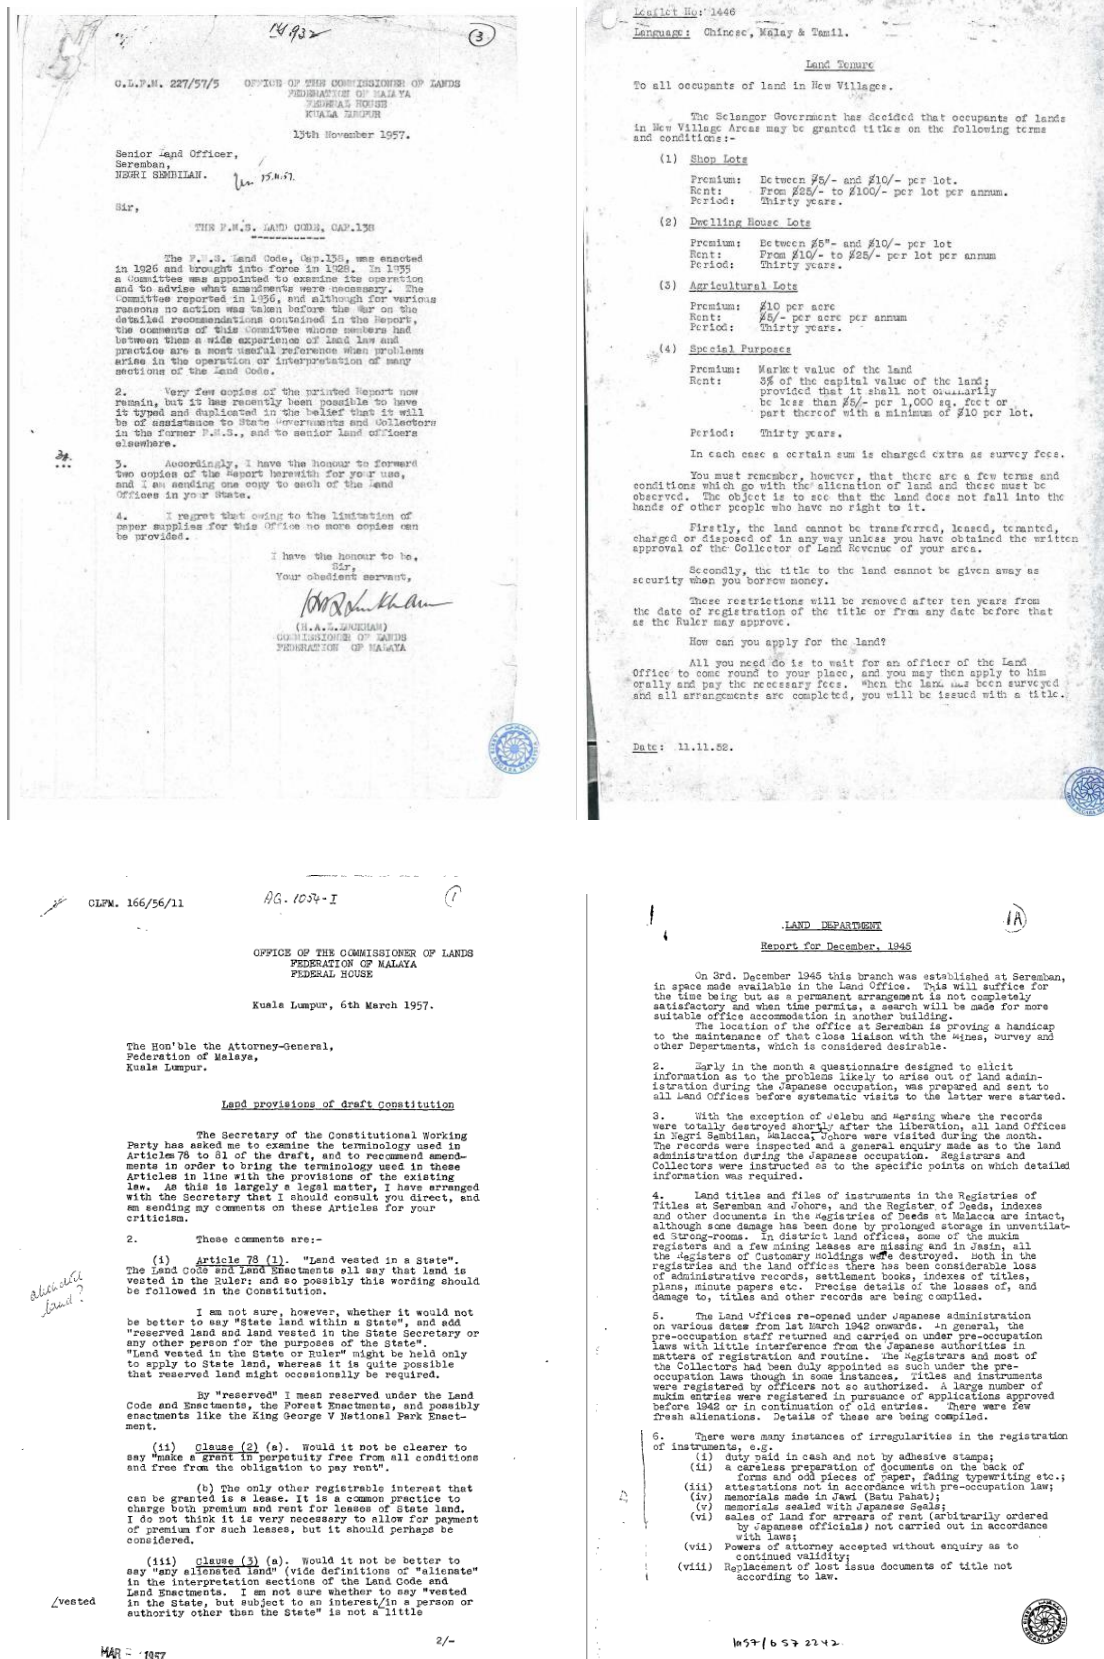 (3)
C.L.F.M. 227/57/5 OFFICE OF THE COMMISSIONER OF LANDS
FEDERATION OF MALAYA
FEDERAL HOUSE
KUALA LUMPUR
13th November 1957.
Senior Land Officer,
Seremban,
NEGRI SEMBILAN.
Sir,
THE F.M.S. LAND CODE, CAP.138
The F.M.S. Land Code, Cap.138, was enacted
in 1926 and brought into force in 1928. In 1935
a Committee was appointed to examine its operation
and to advise what amendments were necessary. The
Committee reported in 1936, and although for various
reasons no action was taken before the War on the
detailed recommendations contained in the Report,
the comments of this Committee whose members had
between them a wide experience of land law and
practice are a most useful reference when problems
arise in the operation or interpretation of many
sections of the Land Code.
2. Very few copies of the printed Report now
remain, but it has recently been possible to have
it typed and duplicated in the belief that it will
be of assistance to State Governments and Collectors
in the former F.M.S., and to senior land officers
elsewhere.
3. Accordingly, I have the honour to forward
two copies of the Report herewith for your use,
and I am sending one copy to each of the Land
Offices in your State.
4. I regret that owing to the limitation of
paper supplies for this Office no more copies can
be provided.
I have the honour to be,
Sir,
Your obedient servant,
COMMISSIONER OF LANDS
FEDERATION OF MALAYA
Leaflet No: 1446
Language: Chinese, Malay & Tamil.
Land Tenure
To all occupants of land in New Villages.
The Selangor Government has decided that occupants of lands
in New Village Areas may be granted titles on the following terms
and conditions:-
(1) Shop Lots
Premium: Between $5/- and $10/- per lot.
Rent: From $25/- to $100/- per lot per annum.
Period: Thirty years.
(2) Dwelling House Lots
Premium: Between $5"- and $10/- per lot
Rent: From $10/- to $25/- per lot per annum
Period: Thirty years.
(3) Agricultural Lots
Premium: $10 per acre
Rent: $5/- per acre per annum
Period: Thirty years.
(4) Special Purposes
Premium: Market value of the land
Rent: 3% of the capital value of the land;
provided that it shall not ordinarily
be less than $5/- per 1,000 sq. feet or
part thereof with a minimum of $10 per lot.
Period: Thirty years.
In each case a certain sum is charged extra as survey fees.
You must remember, however, that there are a few terms and
conditions which go with the alienation of land and these must be
observed. The object is to see that the land does not fall into the
hands of other people who have no right to it.
Firstly, the land cannot be transferred, leased, tenanted,
charged or disposed of in any way unless you have obtained the written
approval of the Collector of Land Revenue of your area.
Secondly, the title to the land cannot be given away as
security when you borrow money.
These restrictions will be removed after ten years from
the date of registration of the title or from any date before that
as the Ruler may approve.
How can you apply for the land?
All you need do is to wait for an officer of the Land
Office to come round to your place, and you may then apply to him
orally and pay the necessary fees. When the land has been surveyed
and all arrangements are completed, you will be issued with a title.
Date: 11.11.52.
CLFM. 166/56/11 AG. 1054-I (1)
OFFICE OF THE COMMISSIONER OF LANDS
FEDERATION OF MALAYA
FEDERAL HOUSE
Kuala Lumpur, 6th March 1957.
The Hon'ble the Attorney-General,
Federation of Malaya,
Kuala Lumpur.
Land provisions of draft Constitution
The Secretary of the Constitutional Working
Party has asked me to examine the terminology used in
Articles 78 to 81 of the draft, and to recommend amend-
ments in order to bring the terminology used in these
Articles in line with the provisions of the existing
law. As this is largely a legal matter, I have arranged
with the Secretary that I should consult you direct, and
am sending my comments on these Articles for your
criticism.
2. These comments are:-
(i) Article 78 (1). "Land vested in a State".
The Land Code and Land Enactments all say that land is
vested in the Ruler: and so possibly this wording should
be followed in the Constitution.
alienated
land?
I am not sure, however, whether it would not
be better to say "State land within a State", and add
"reserved land and land vested in the State Secretary or
any other person for the purposes of the State".
"Land vested in the State or Ruler" might be held only
to apply to State land, whereas it is quite possible
that reserved land might occasionally be required.
By "reserved" I mean reserved under the Land
Code and Enactments, the Forest Enactments, and possibly
enactments like the King George V National Park Enact-
ment.
(ii) Clause (2) (a). Would it not be clearer to
say "make a grant in perpetuity free from all conditions
and free from the obligation to pay rent".
(b) The only other registrable interest that
can be granted is a lease. It is a common practice to
charge both premium and rent for leases of State land.
I do not think it is very necessary to allow for payment
of premium for such leases, but it should perhaps be
considered.
(iii) Clause (3) (a). Would it not be better to
say "any alienated land" (vide definitions of "alienate"
in the interpretation sections of the Land Code and
Land Enactments. I am not sure whether to say "vested
/vested in the State, but subject to an interest/in a person or
authority other than the State" is not a little
2/-
MAR 1957
(1A)
LAND DEPARTMENT
Report for December, 1945
On 3rd. December 1945 this branch was established at Seremban,
in space made available in the Land Office. This will suffice for
the time being but as a permanent arrangement is not completely
satisfactory and when time permits, a search will be made for more
suitable office accommodation in another building.
The location of the office at Seremban is proving a handicap
to the maintenance of that close liaison with the Mines, Survey and
other Departments, which is considered desirable.
2. Early in the month a questionnaire designed to elicit
information as to the problems likely to arise out of land admin-
istration during the Japanese occupation, was prepared and sent to
all Land Offices before systematic visits to the latter were started.
3. With the exception of Jelebu and Mersing where the records
were totally destroyed shortly after the liberation, all land Offices
in Negri Sembilan, Malacca, Johore were visited during the month.
The records were inspected and a general enquiry made as to the land
administration during the Japanese occupation. Registrars and
Collectors were instructed as to the specific points on which detailed
information was required.
4. Land titles and files of instruments in the Registries of
Titles at Seremban and Johore, and the Register of Deeds, indexes
and other documents in the Registries of Deeds at Malacca are intact,
although some damage has been done by prolonged storage in unventilat-
ed Strong-rooms. In district land offices, some of the mukim
registers and a few mining leases are missing and in Jasin, all
the Registers of Customary Holdings were destroyed. Both in the
registries and the land offices there has been considerable loss
of administrative records, settlement books, indexes of titles,
plans, minute papers etc. Precise details of the losses of, and
damage to, titles and other records are being compiled.
5. The Land Offices re-opened under Japanese administration
on various dates from 1st March 1942 onwards. In general, the
pre-occupation staff returned and carried on under pre-occupation
laws with little interference from the Japanese authorities in
matters of registration and routine. The Registrars and most of
the Collectors had been duly appointed as such under the pre-
occupation laws though in some instances, Titles and instruments
were registered by officers not so authorized. A large number of
mukim entries were registered in pursuance of applications approved
before 1942 or in continuation of old entries. There were few
fresh alienations. Details of these are being compiled.
6. There were many instances of irregularities in the registration
of instruments, e.g.
(i) duty paid in cash and not by adhesive stamps;
(ii) a careless preparation of documents on the back of
forms and odd pieces of paper, fading typewriting etc.;
(iii) attestations not in accordance with pre-occupation law;
(iv) memorials made in Jawi (Batu Pahat);
(v) memorials sealed with Japanese Seals;
(vi) sales of land for arrears of rent (arbitrarily ordered
by Japanese officials) not carried out in accordance
with laws;
(vii) Powers of attorney accepted without enquiry as to
continued validity;
(viii) Replacement of lost issue documents of title not
according to law.
1957/0572242